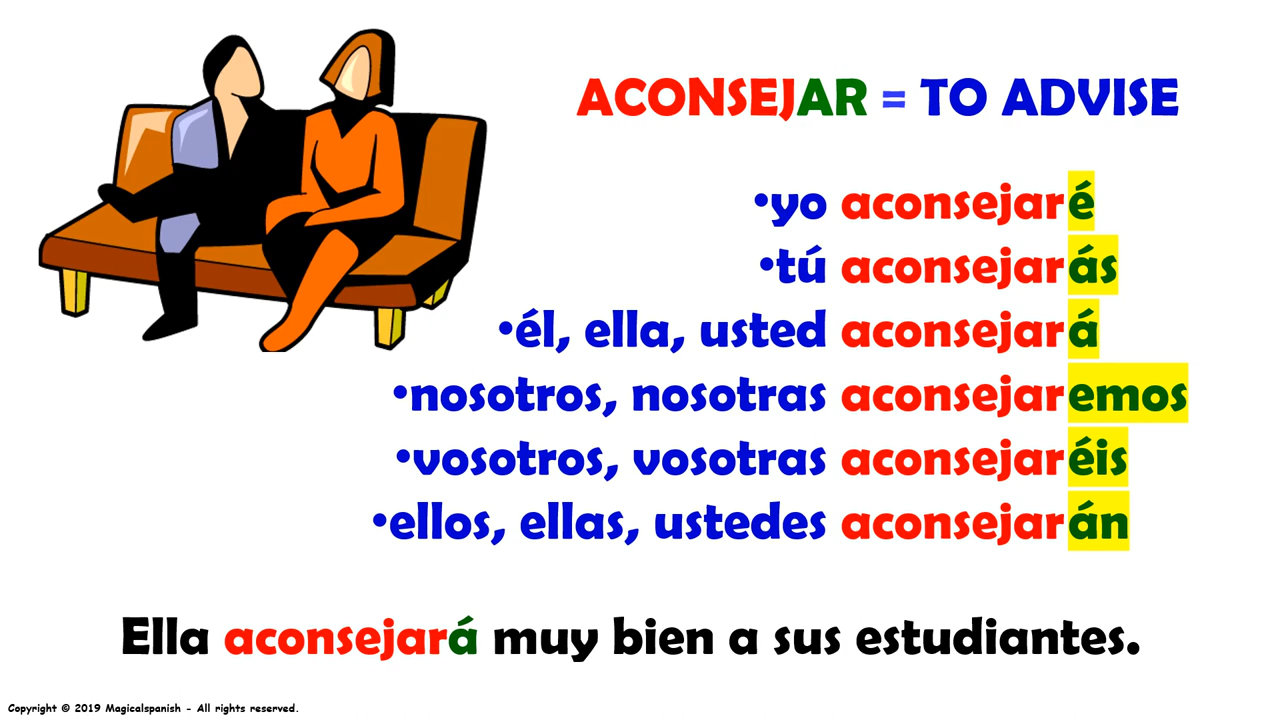 ACONSEJAR = TO ADVISE
•yo aconsejaré
•tú aconsejarás
•él, ella, usted aconsejará
•nosotros, nosotras aconsejaremos
•vosotros, vosotras aconsejaréis
•ellos, ellas, ustedes aconsejarán
Ella aconsejará muy bien a sus estudiantes.
Copyright © 2019 Magicalspanish - All rights reserved.